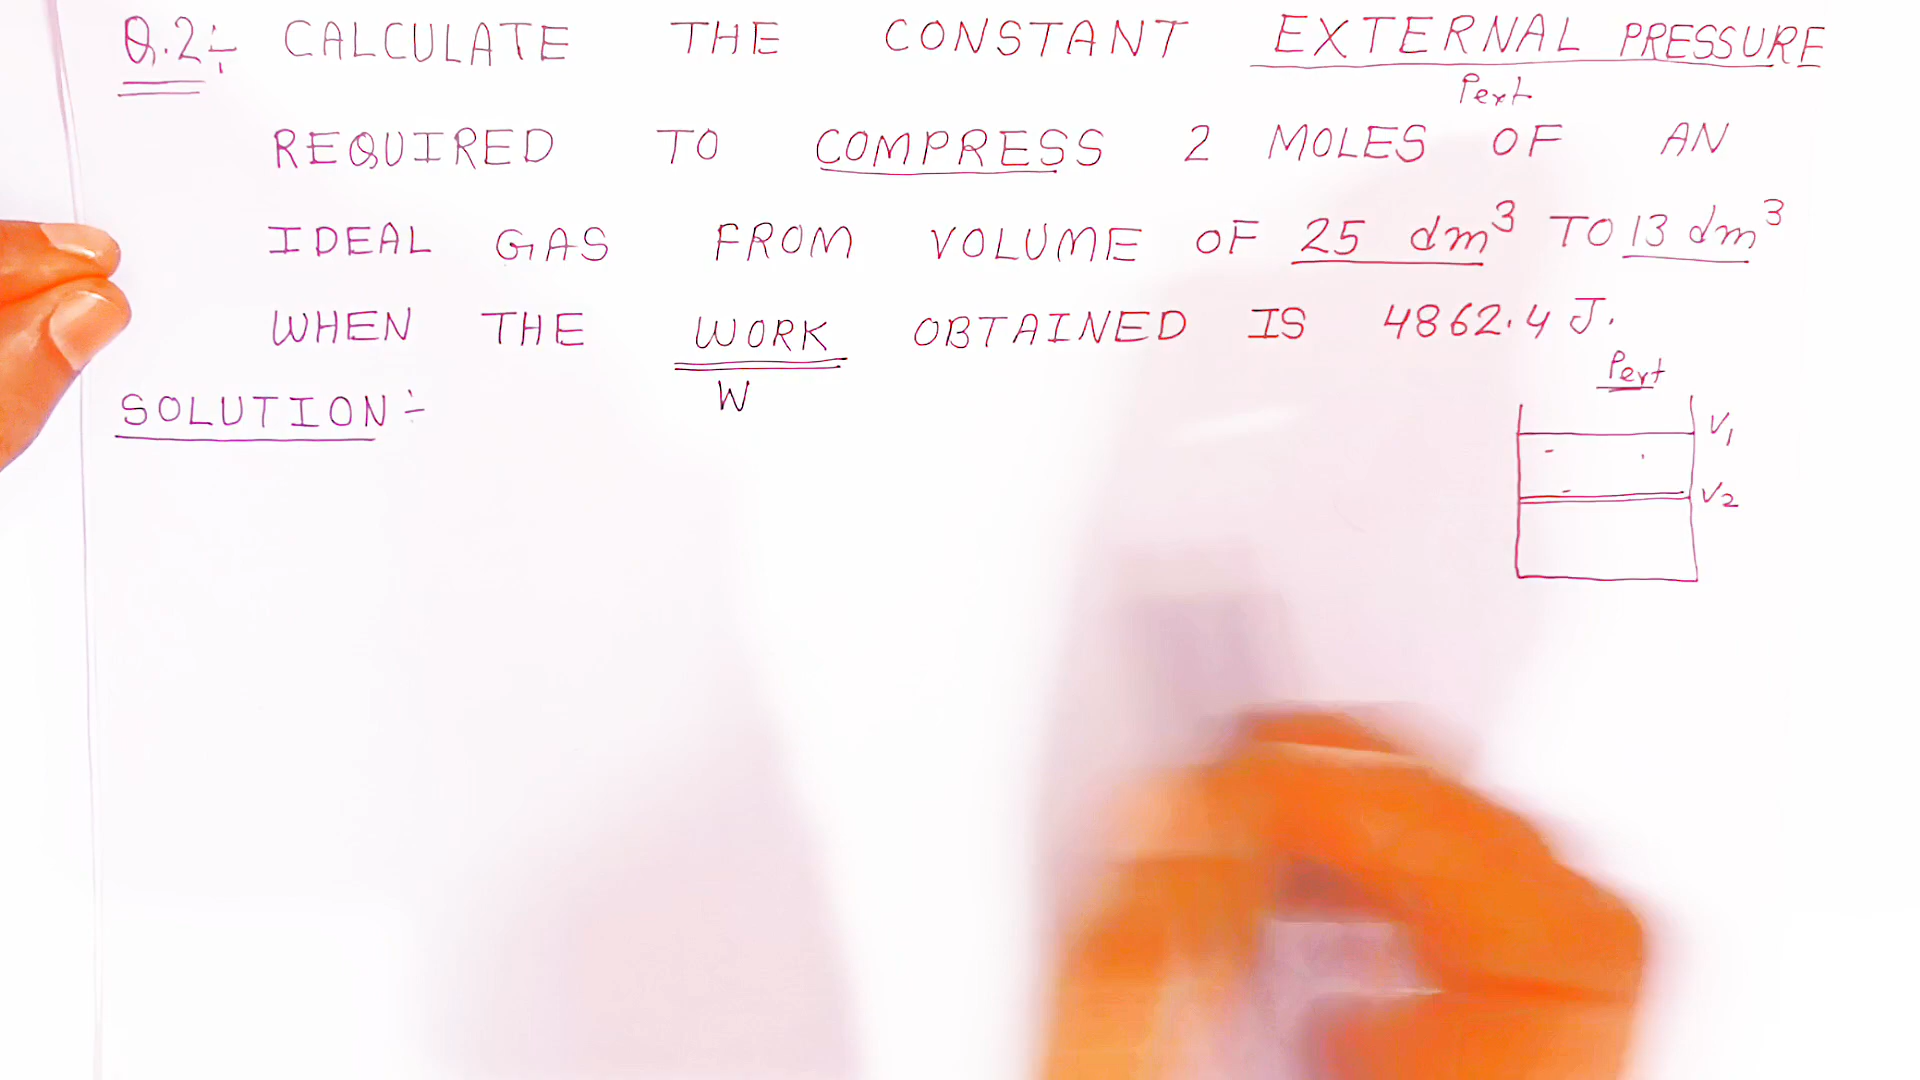 Q.2:- CALCULATE THE CONSTANT EXTERNAL PRESSURE
Pext
REQUIRED TO COMPRESS 2 MOLES OF AN
IDEAL GAS FROM VOLUME OF 25 dm³ TO 13 dm³
WHEN THE WORK OBTAINED IS 4862.4 J.
W
SOLUTION:-
Pext
V₁
V₂